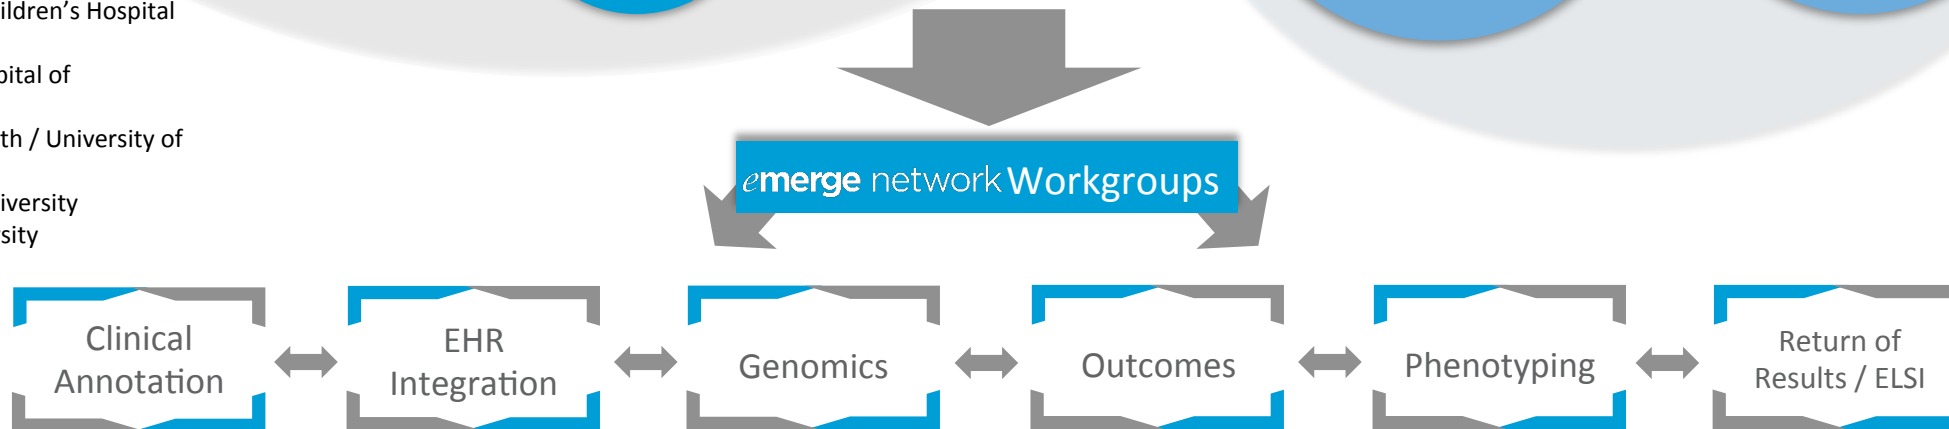 ildren's Hospital
pital of
th / University of
iversity
sity
emerge network Workgroups
Clinical
Annotation
EHR
Integration
Genomics
Outcomes
Phenotyping
Return of
Results / ELSI